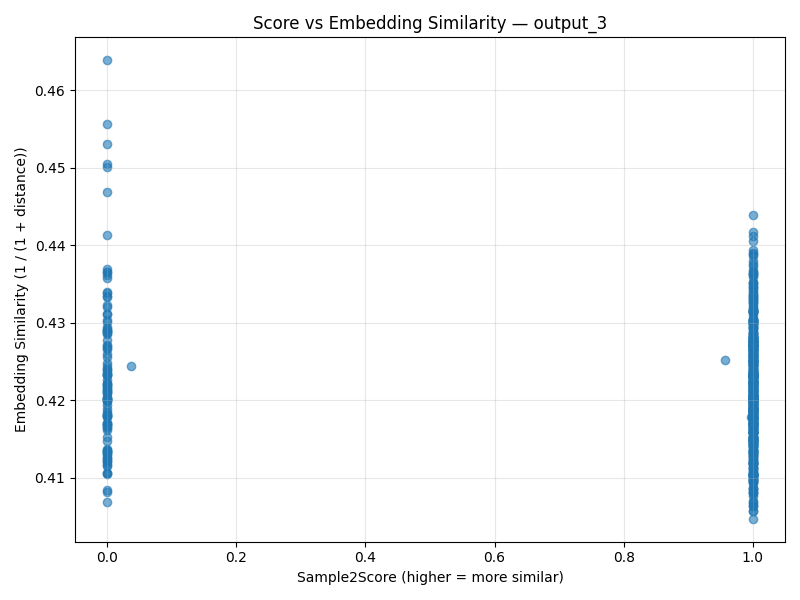 Score vs Embedding Similarity — output_3
Embedding Similarity (1 / (1 + distance))
0.46
0.45
0.44
0.43
0.42
0.41
0.0 0.2 0.4 0.6 0.8 1.0
Sample2Score (higher = more similar)